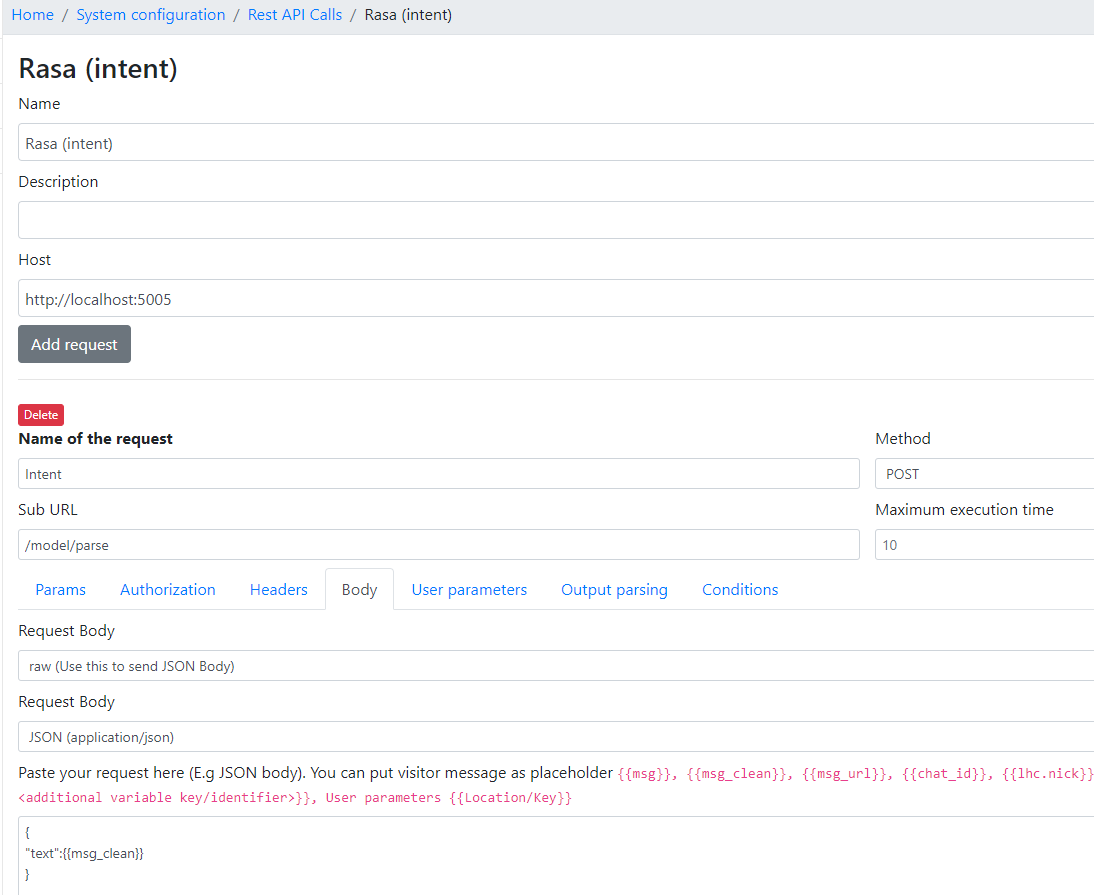 Home / System configuration / Rest API Calls / Rasa (intent)
Rasa (intent)
Name
Rasa (intent)
Description
Host
http://localhost:5005
Add request
Delete
Name of the request
Method
Intent
POST
Sub URL
Maximum execution time
/model/parse
10
Params Authorization Headers Body User parameters Output parsing Conditions
Request Body
raw (Use this to send JSON Body)
Request Body
JSON (application/json)
Paste your request here (E.g JSON body). You can put visitor message as placeholder {{msg}}, {{msg_clean}}, {{msg_url}}, {{chat_id}}, {{lhc.nick}}
<additional variable key/identifier>}}, User parameters {{Location/Key}}
{
"text":{{msg_clean}}
}